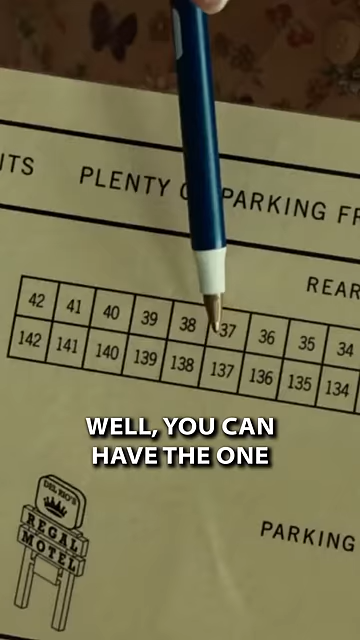 ITS PLENTY O PARKING FR
REAR
42 41 40 39 38 37 36 35 34
142 141 140 139 138 137 136 135 134
WELL, YOU CAN
HAVE THE ONE
DEL RIO'S
REGAL
MOTEL
PARKING